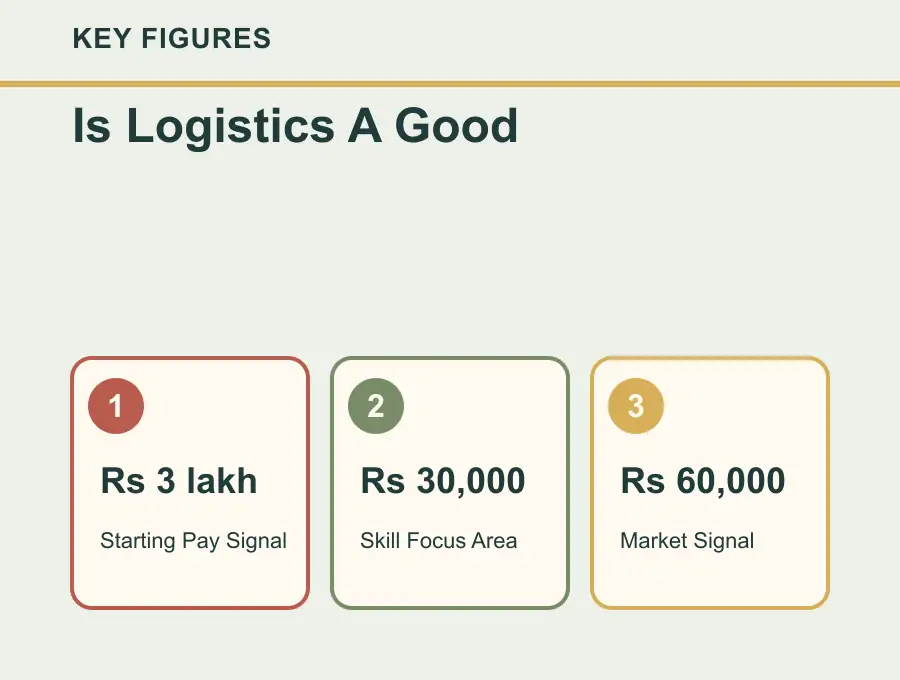 KEY FIGURES
Is Logistics A Good
1
Rs 3 lakh
Starting Pay Signal
2
Rs 30,000
Skill Focus Area
3
Rs 60,000
Market Signal